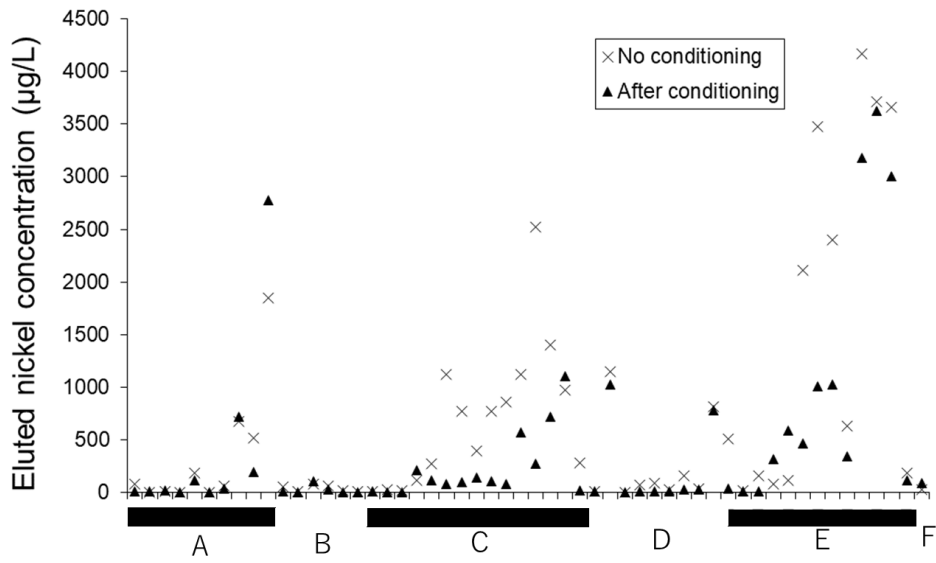 Eluted nickel concentration (µg/L)
4500
4000
3500
3000
2500
2000
1500
1000
500
0
× No conditioning
▲ After conditioning
A B C D E F